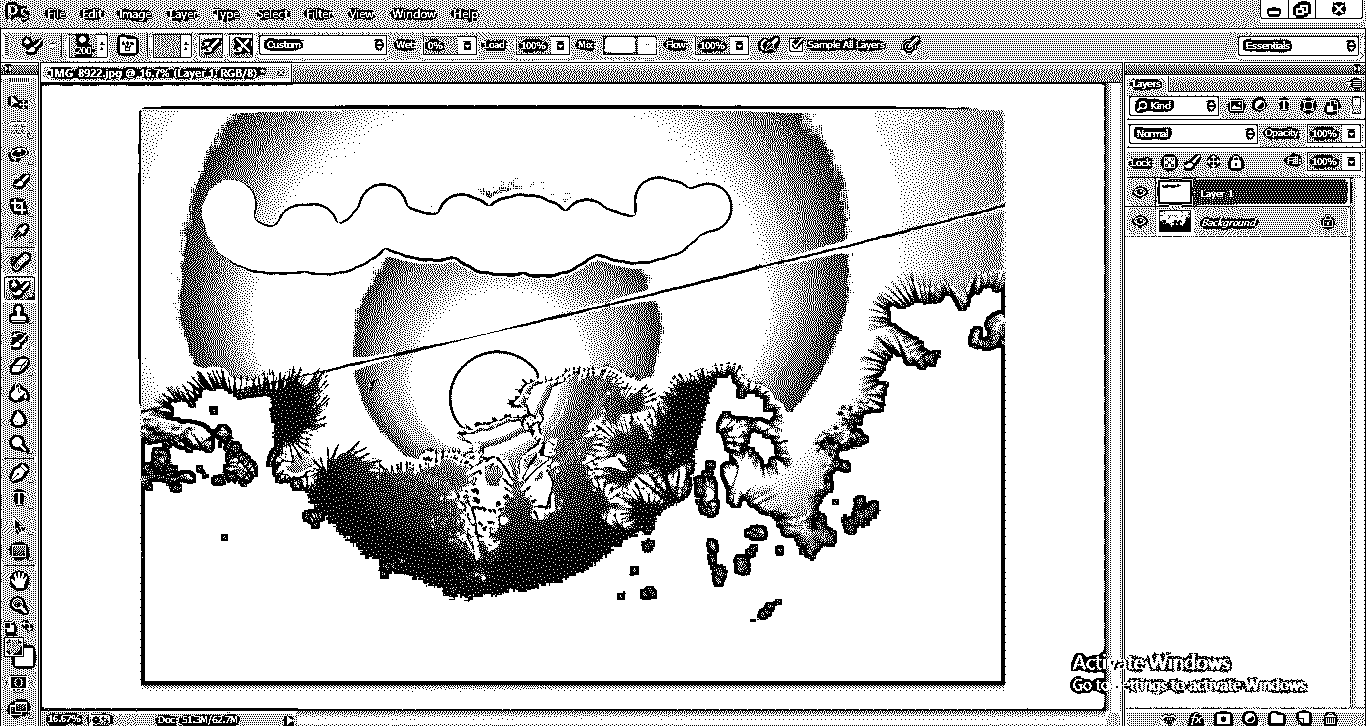 Ps File Edit Image Layer Type Select Filter View Window Help
200 Custom Wet: 0% Load: 100% Mix: Flow: 100% Sample All Layers Essentials
IMG_8922.jpg @ 16.7% (Layer 1, RGB/8) *
Layers
Kind
Normal Opacity: 100%
Lock: Fill: 100%
Layer 1
Background
Activate Windows
Go to Settings to activate Windows.
16.67% Doc: 51.3M/62.7M